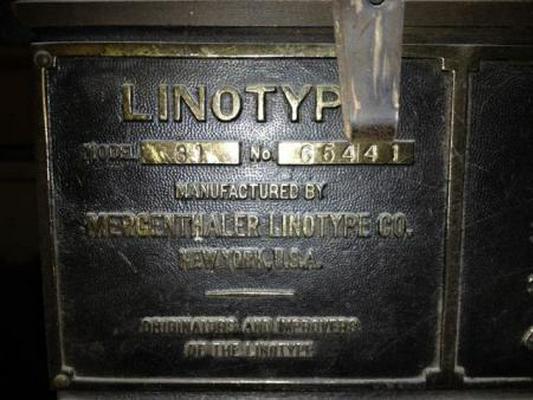 LINOTYP
MODEL 31 No. 65441
MANUFACTURED BY
MERGENTHALER LINOTYPE CO.
NEW YORK, U.S.A.
ORIGINATORS AND IMPROVERS
OF THE LINOTYPE